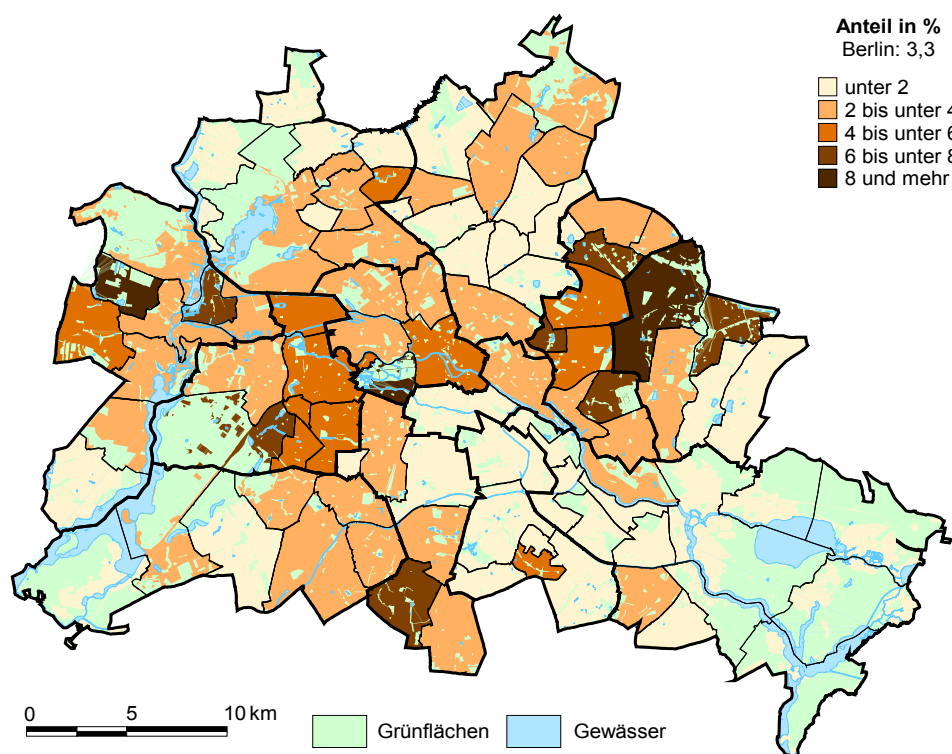 Anteil in %
Berlin: 3,3
unter 2
2 bis unter 4
4 bis unter 6
6 bis unter 8
8 und mehr
0 5 10 km
Grünflächen
Gewässer